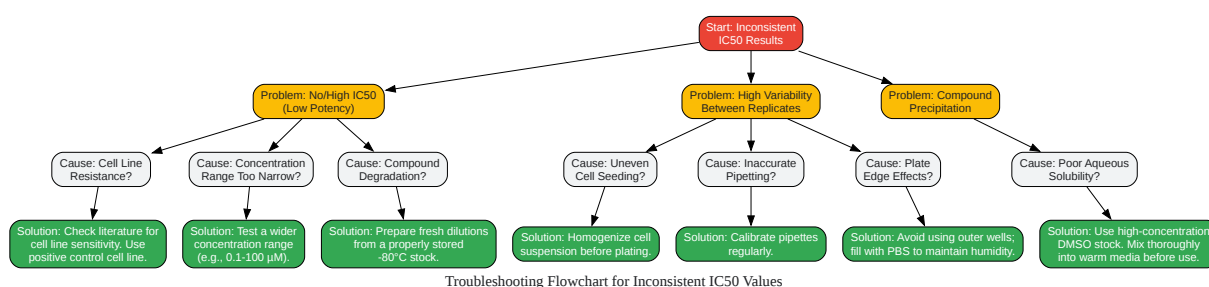 Start: Inconsistent
IC50 Results
Problem: No/High IC50
(Low Potency)
Problem: High Variability
Between Replicates
Problem: Compound
Precipitation
Cause: Cell Line
Resistance?
Cause: Concentration
Range Too Narrow?
Cause: Compound
Degradation?
Cause: Uneven
Cell Seeding?
Cause: Inaccurate
Pipetting?
Cause: Plate
Edge Effects?
Cause: Poor Aqueous
Solubility?
Solution: Check literature for
cell line sensitivity. Use
positive control cell line.
Solution: Test a wider
concentration range
(e.g., 0.1-100 µM).
Solution: Prepare fresh dilutions
from a properly stored
-80°C stock.
Solution: Homogenize cell
suspension before plating.
Solution: Calibrate pipettes
regularly.
Solution: Avoid using outer wells;
fill with PBS to maintain humidity.
Solution: Use high-concentration
DMSO stock. Mix thoroughly
into warm media before use.
Troubleshooting Flowchart for Inconsistent IC50 Values